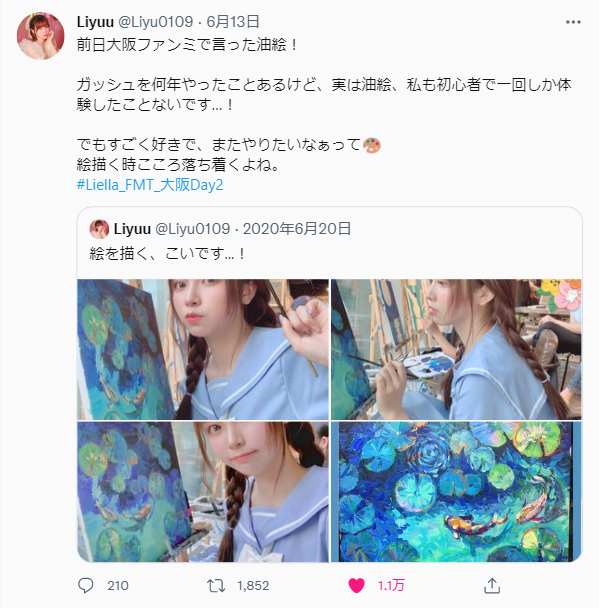 Liyuu @Liyu0109 · 6月13日
前日大阪ファンミで言った油絵！
ガッシュを何年やったことあるけど、実は油絵、私も初心者で一回しか体
験したことないです...！
でもすごく好きで、またやりたいなぁって🎨
絵描く時こころ落ち着くよね。
#Liella_FMT_大阪Day2
Liyuu @Liyu0109 · 2020年6月20日
絵を描く、こいです...！
210 1,852 1.1万